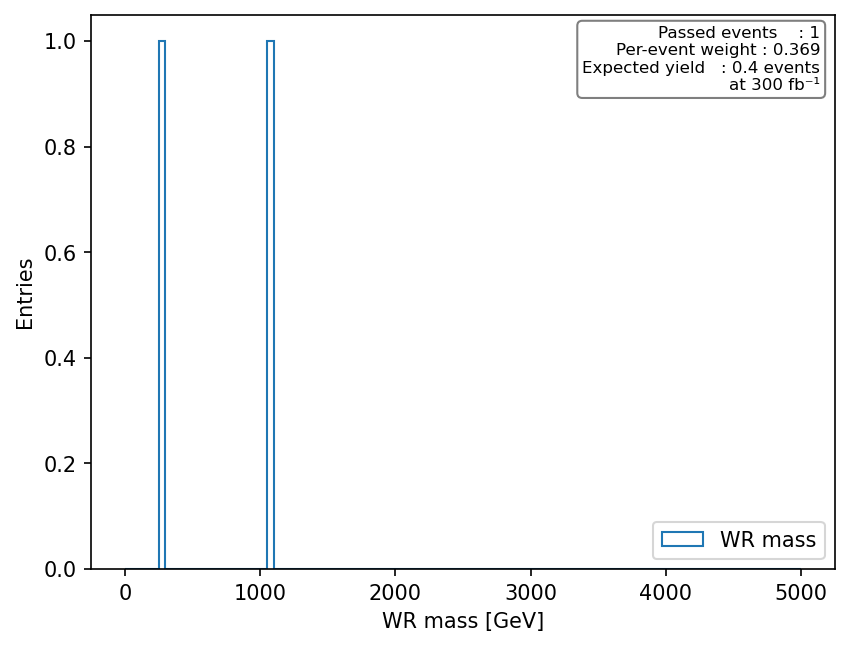 Passed events    : 1
Per-event weight : 0.369
Expected yield   : 0.4 events
at 300 fb⁻¹
1.0
0.8
0.6
0.4
0.2
0.0
Entries
WR mass
0 1000 2000 3000 4000 5000
WR mass [GeV]